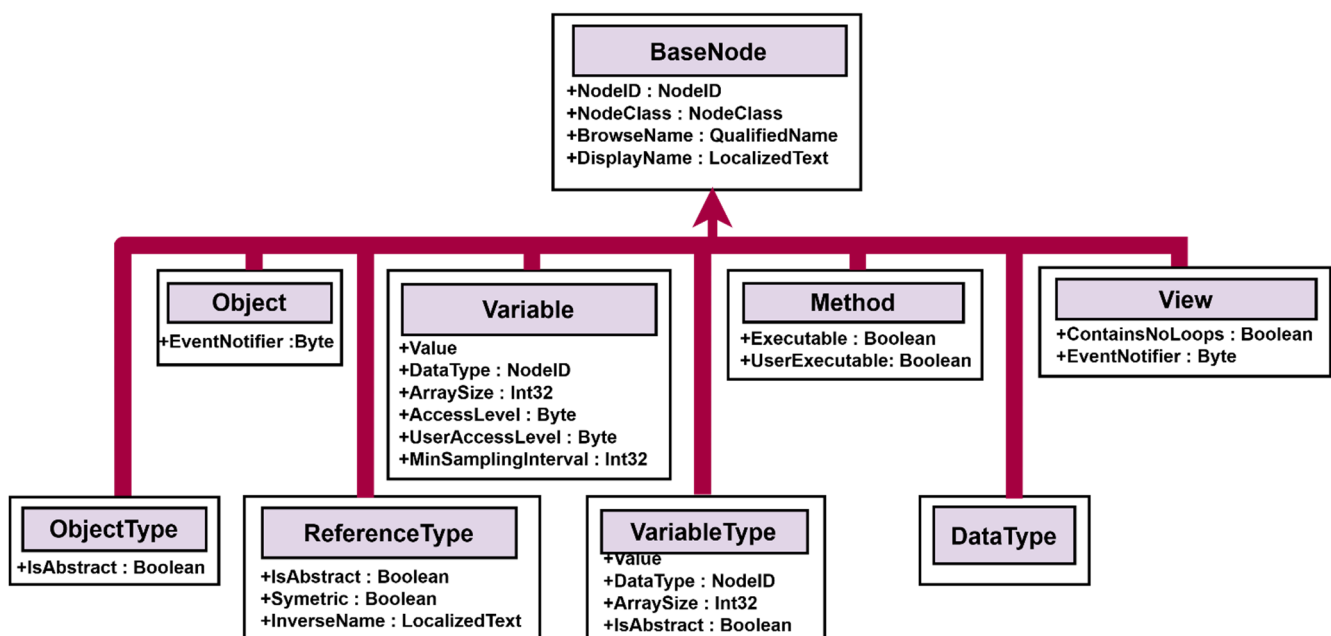 BaseNode
+NodeID : NodeID
+NodeClass : NodeClass
+BrowseName : QualifiedName
+DisplayName : LocalizedText
Object
+EventNotifier :Byte
Variable
+Value
+DataType : NodeID
+ArraySize : Int32
+AccessLevel : Byte
+UserAccessLevel : Byte
+MinSamplingInterval : Int32
Method
+Executable : Boolean
+UserExecutable: Boolean
View
+ContainsNoLoops : Boolean
+EventNotifier : Byte
ObjectType
+IsAbstract : Boolean
ReferenceType
+IsAbstract : Boolean
+Symetric : Boolean
+InverseName : LocalizedText
VariableType
+Value
+DataType : NodeID
+ArraySize : Int32
+IsAbstract : Boolean
DataType